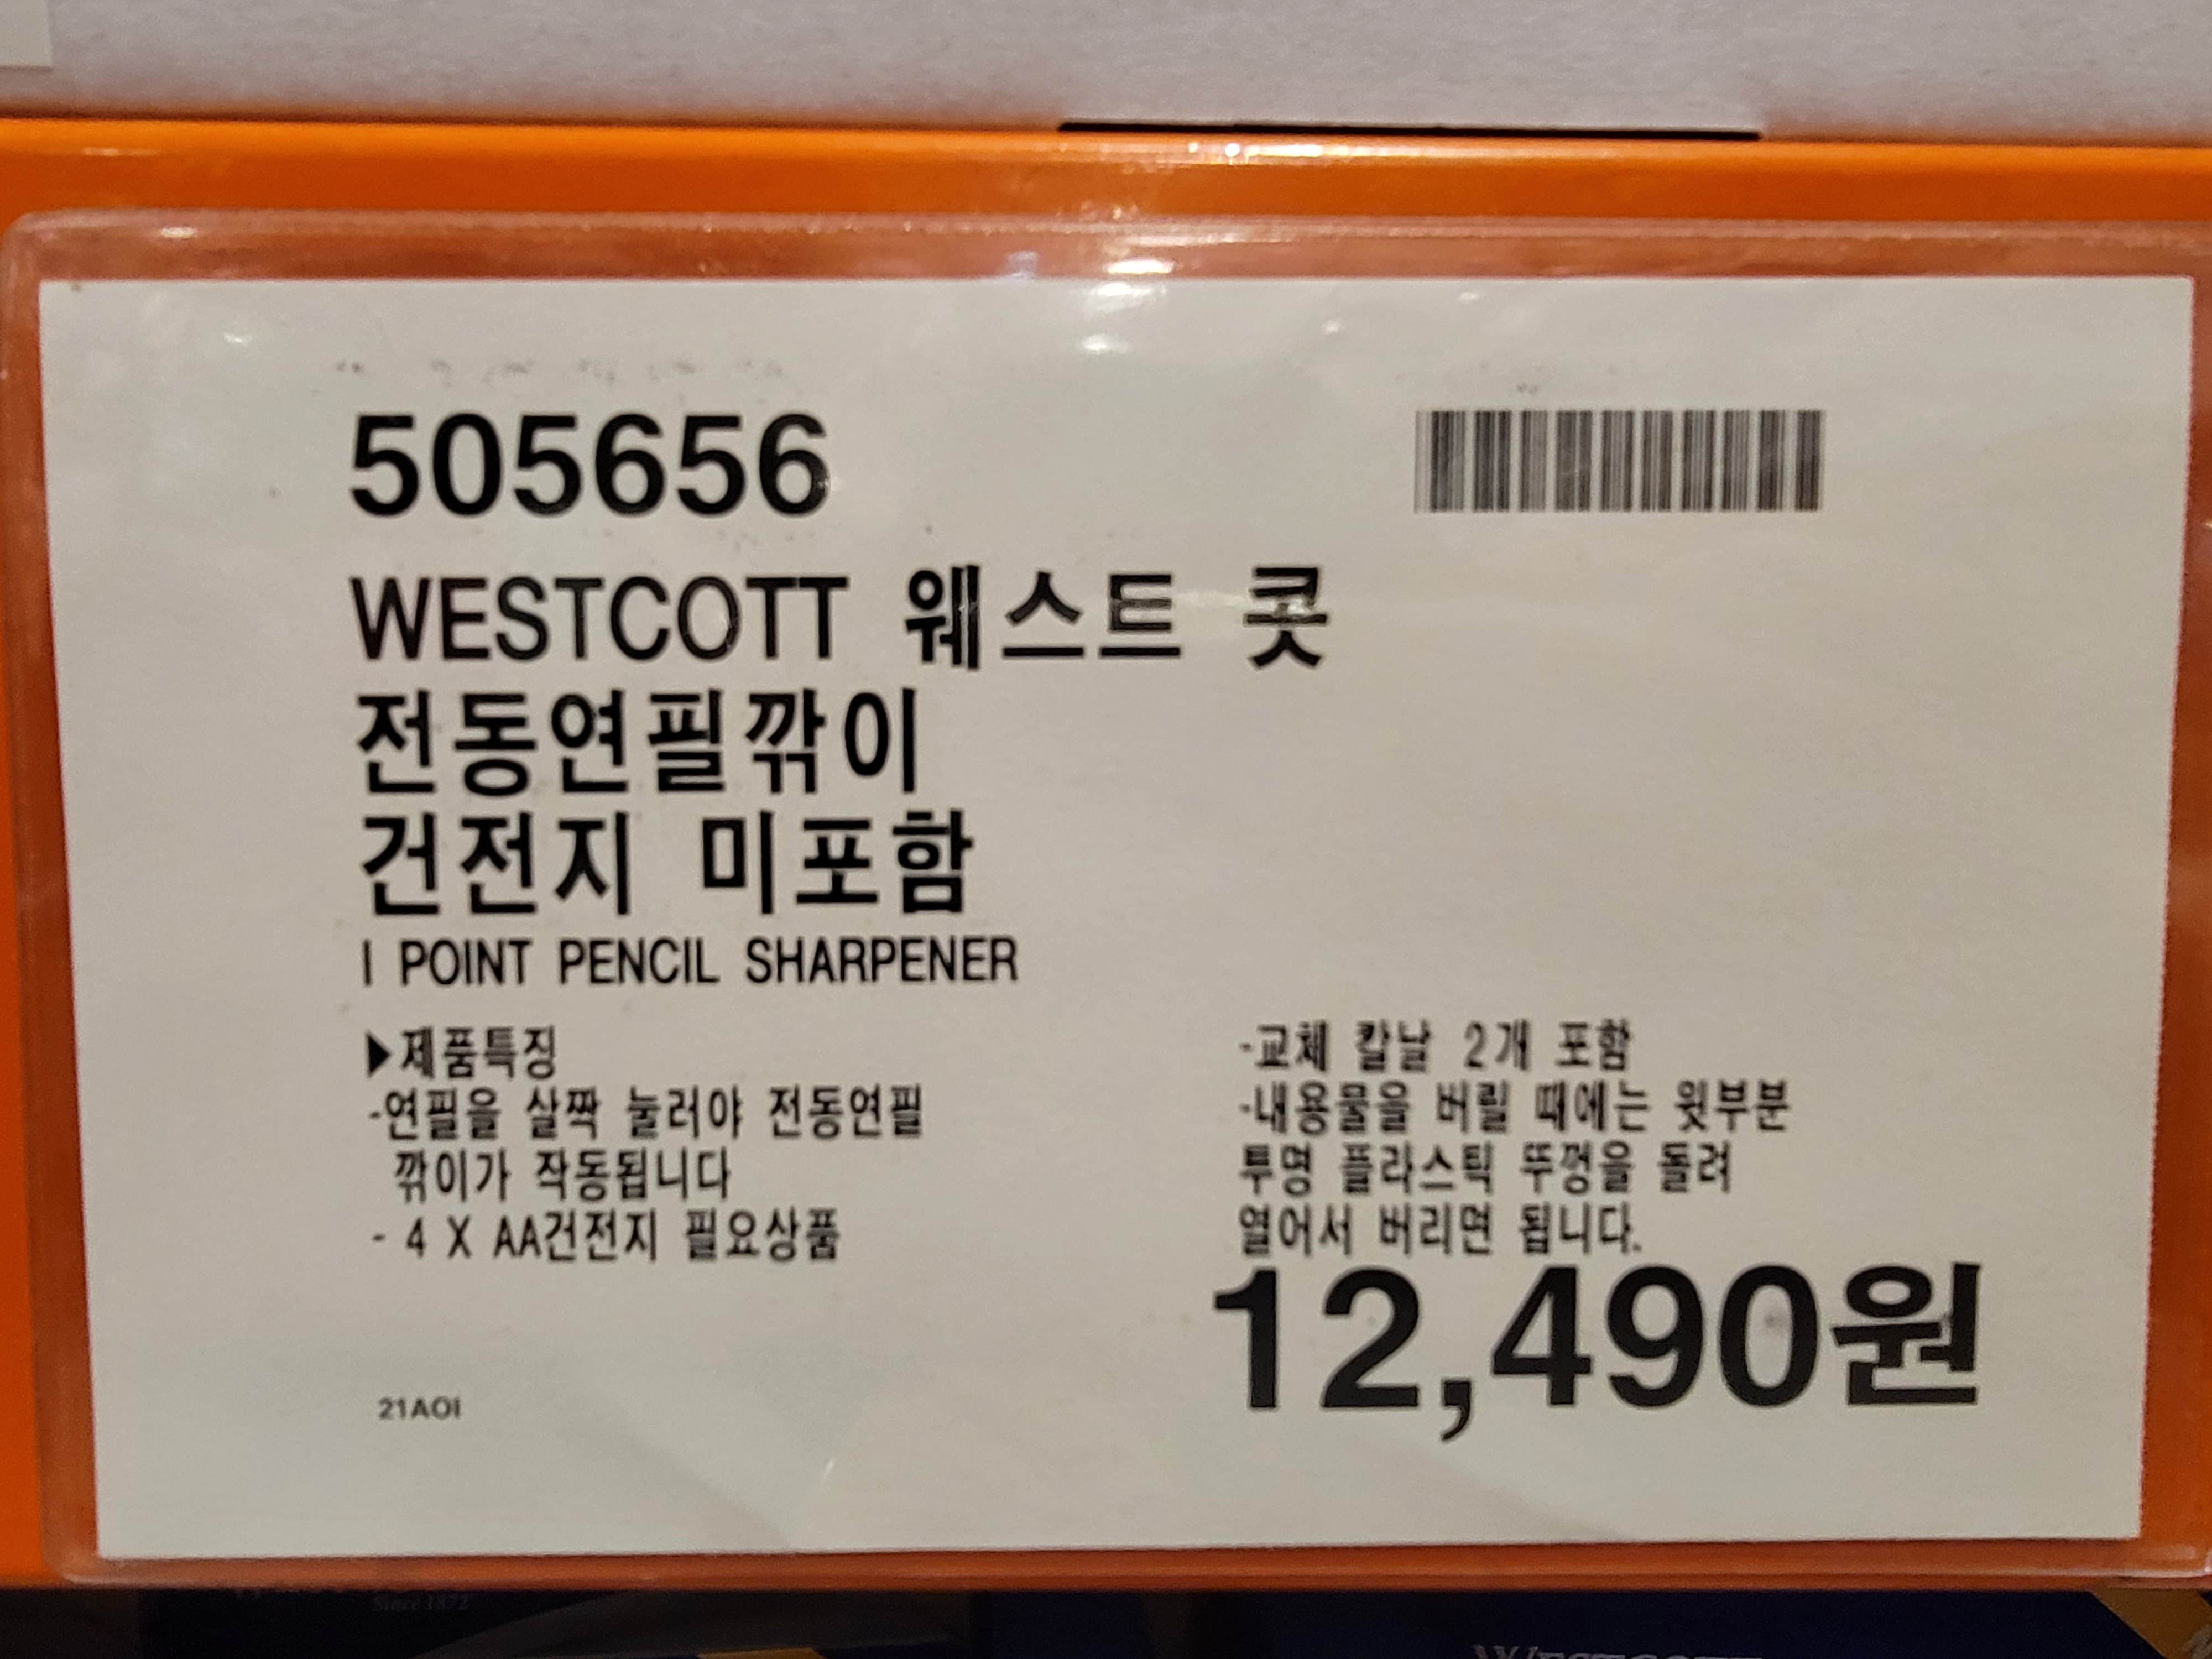 505656
WESTCOTT 웨스트 콧
전동연필깎이
건전지 미포함
I POINT PENCIL SHARPENER
▶제품특징
-연필을 살짝 눌러야 전동연필
깎이가 작동됩니다
- 4 X AA건전지 필요상품
-교체 칼날 2개 포함
-내용물을 버릴 때에는 윗부분
투명 플라스틱 뚜껑을 돌려
열어서 버리면 됩니다.
12,490원
21AOI
Since 1872
WESTCOTT